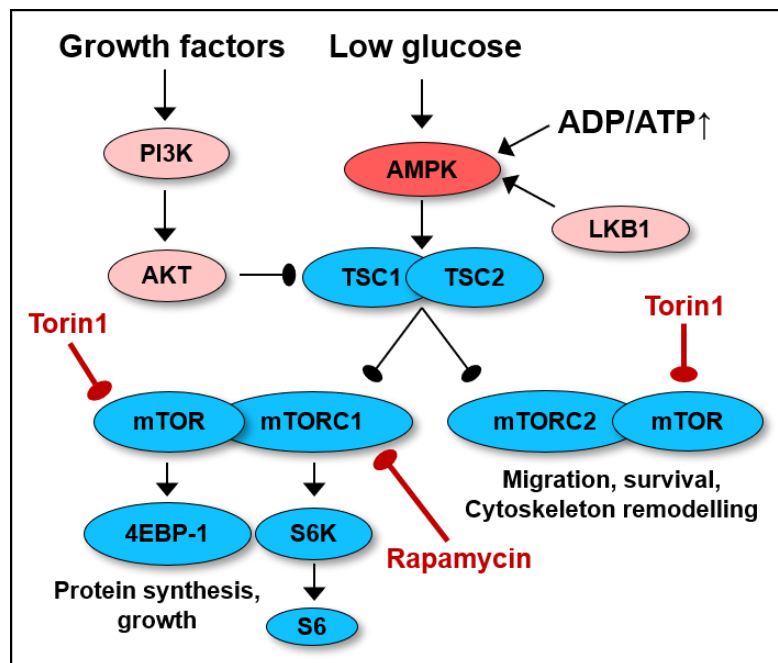 Growth factors
Low glucose
ADP/ATP↑
PI3K
AMPK
LKB1
AKT
TSC1
TSC2
Torin1
Torin1
mTOR
mTORC1
mTORC2
mTOR
Migration, survival,
Cytoskeleton remodelling
4EBP-1
S6K
Rapamycin
Protein synthesis,
growth
S6